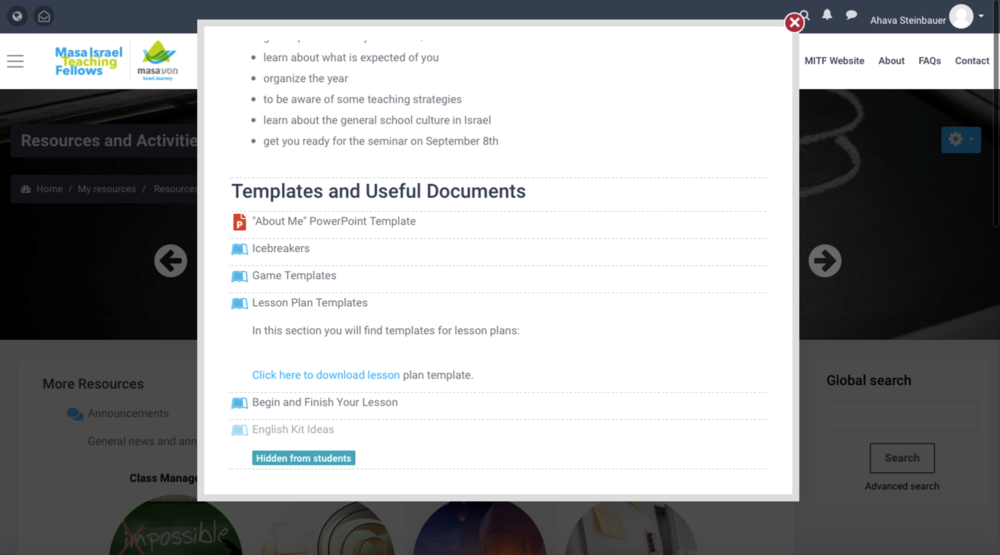 Ahava Steinbauer
Masa Israel
Teaching
Fellows
masa מסע
Israel Journey
MITF Website
About
FAQs
Contact
learn about what is expected of you
organize the year
to be aware of some teaching strategies
learn about the general school culture in Israel
get you ready for the seminar on September 8th
Resources and Activitie
Home / My resources / Resources
Templates and Useful Documents
"About Me" PowerPoint Template
Icebreakers
Game Templates
Lesson Plan Templates
In this section you will find templates for lesson plans:
Click here to download lesson plan template.
Begin and Finish Your Lesson
English Kit Ideas
Hidden from students
More Resources
Announcements
General news and ann
Class Manage
impossible
Global search
Search
Advanced search